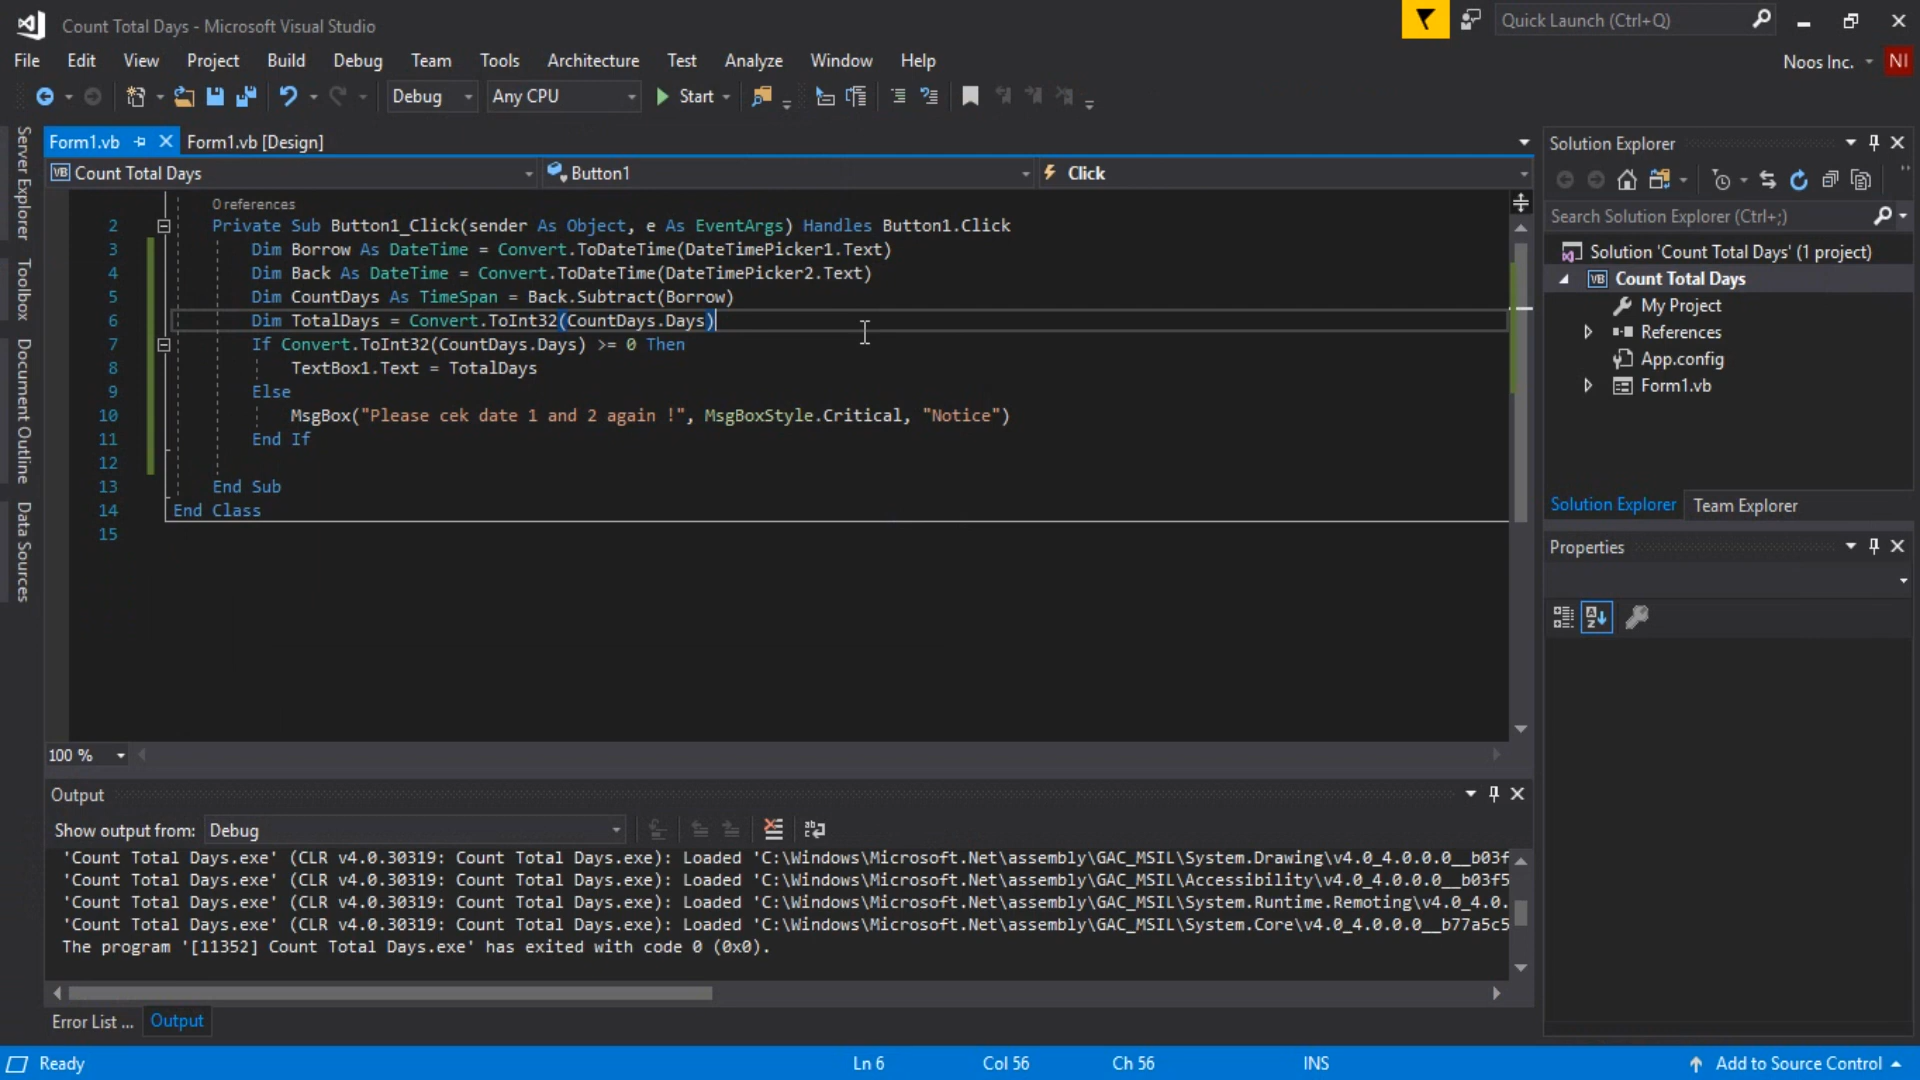 Count Total Days - Microsoft Visual Studio
Quick Launch (Ctrl+Q)
File Edit View Project Build Debug Team Tools Architecture Test Analyze Window Help
Noos Inc. NI
Debug Any CPU Start
Form1.vb Form1.vb [Design]
VB Count Total Days Button1 Click
0 references
2 Private Sub Button1_Click(sender As Object, e As EventArgs) Handles Button1.Click
3 Dim Borrow As DateTime = Convert.ToDateTime(DateTimePicker1.Text)
4 Dim Back As DateTime = Convert.ToDateTime(DateTimePicker2.Text)
5 Dim CountDays As TimeSpan = Back.Subtract(Borrow)
6 Dim TotalDays = Convert.ToInt32(CountDays.Days)
7 If Convert.ToInt32(CountDays.Days) >= 0 Then
8 TextBox1.Text = TotalDays
9 Else
10 MsgBox("Please cek date 1 and 2 again !", MsgBoxStyle.Critical, "Notice")
11 End If
12
13 End Sub
14 End Class
15
Server Explorer
Toolbox
Document Outline
Data Sources
100 %
Output
Show output from: Debug
'Count Total Days.exe' (CLR v4.0.30319: Count Total Days.exe): Loaded 'C:\Windows\Microsoft.Net\assembly\GAC_MSIL\System.Drawing\v4.0_4.0.0.0__b03f
'Count Total Days.exe' (CLR v4.0.30319: Count Total Days.exe): Loaded 'C:\Windows\Microsoft.Net\assembly\GAC_MSIL\Accessibility\v4.0_4.0.0.0__b03f5
'Count Total Days.exe' (CLR v4.0.30319: Count Total Days.exe): Loaded 'C:\Windows\Microsoft.Net\assembly\GAC_MSIL\System.Runtime.Remoting\v4.0_4.0.
'Count Total Days.exe' (CLR v4.0.30319: Count Total Days.exe): Loaded 'C:\Windows\Microsoft.Net\assembly\GAC_MSIL\System.Core\v4.0_4.0.0.0__b77a5c5
The program '[11352] Count Total Days.exe' has exited with code 0 (0x0).
Error List ... Output
Solution Explorer
Search Solution Explorer (Ctrl+;)
Solution 'Count Total Days' (1 project)
VB Count Total Days
My Project
References
App.config
Form1.vb
Solution Explorer Team Explorer
Properties
Ready Ln 6 Col 56 Ch 56 INS Add to Source Control